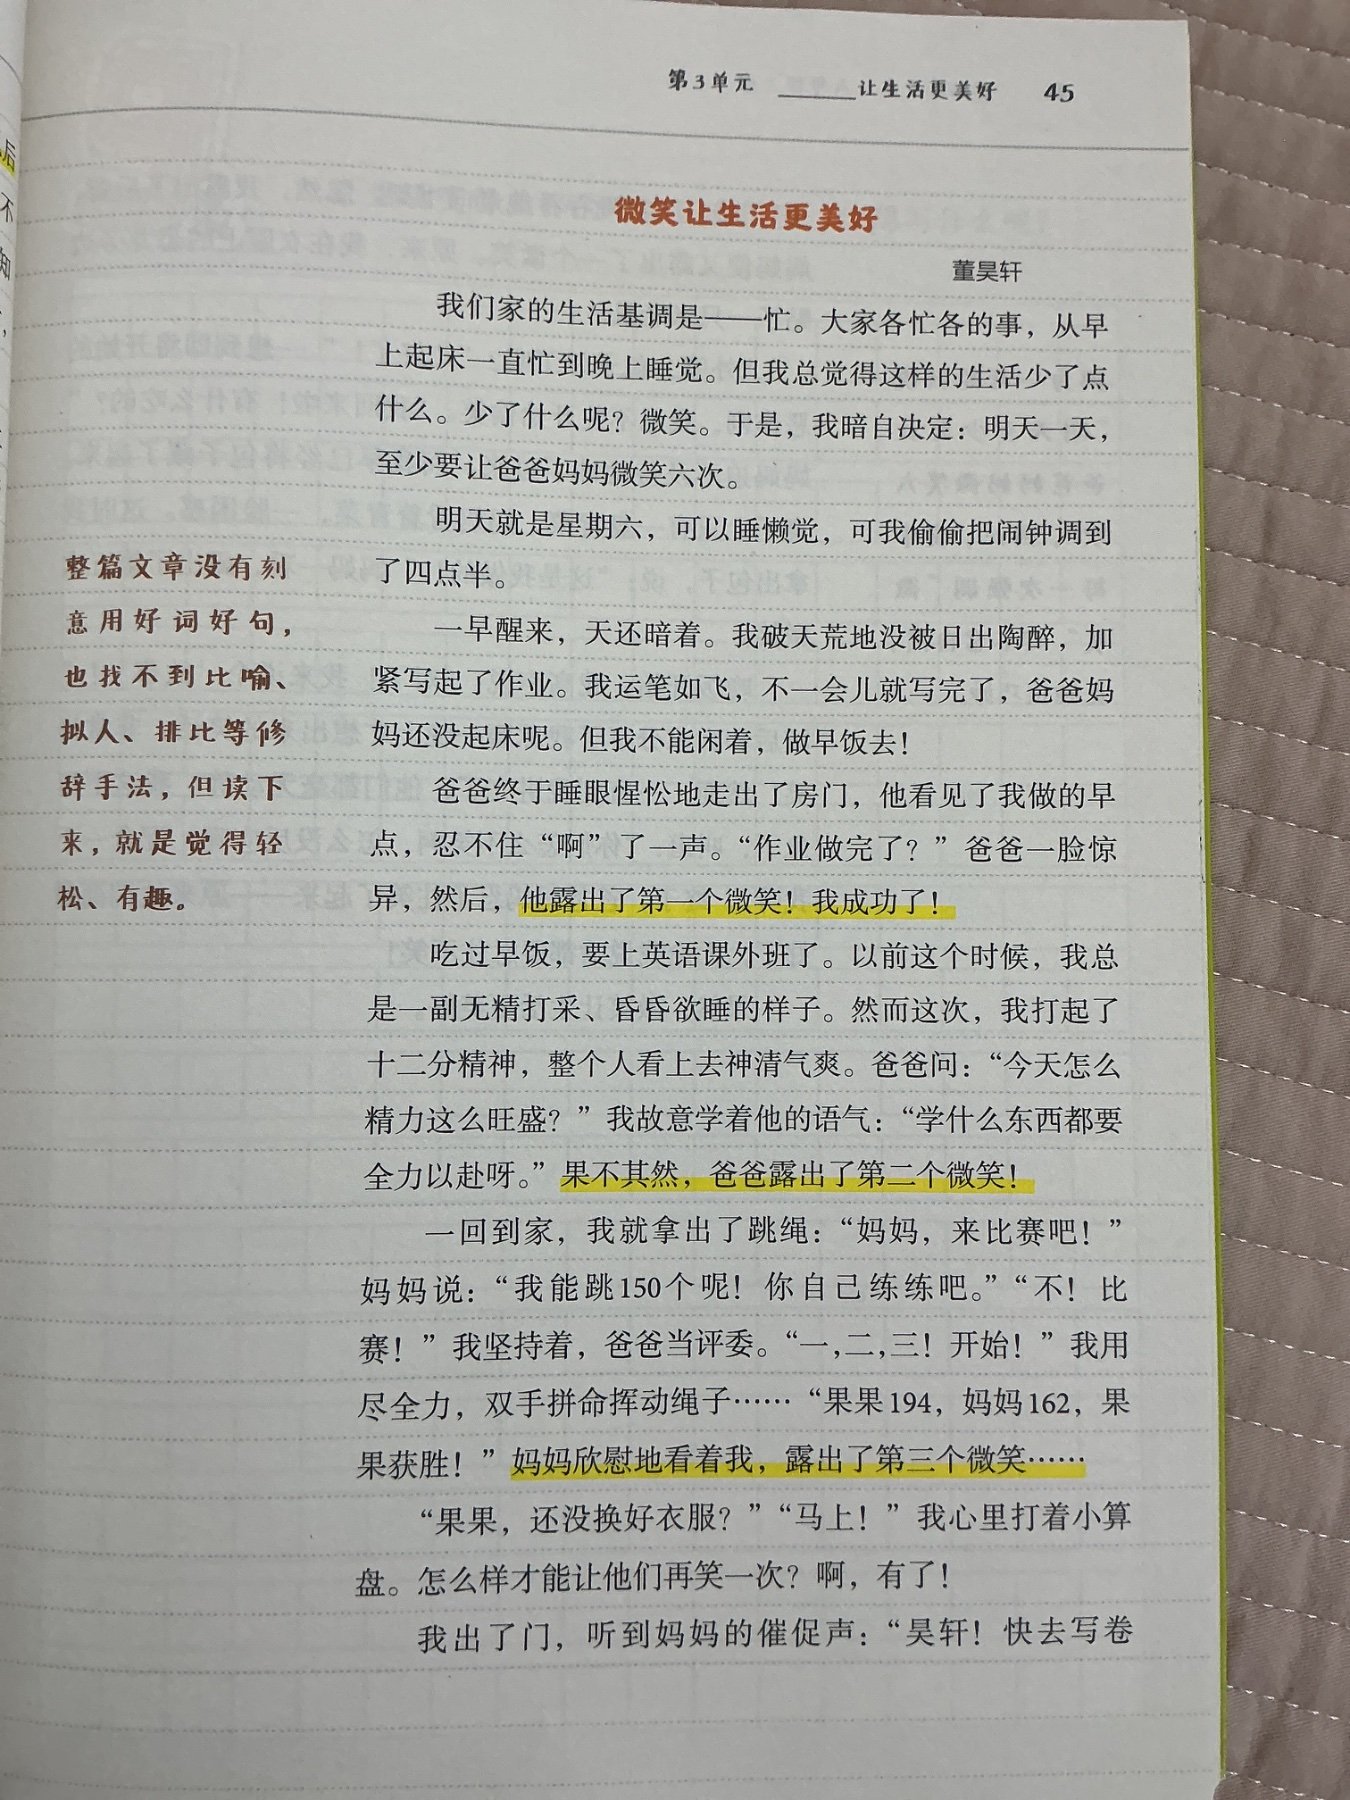 第3单元 ______让生活更美好 45
微笑让生活更美好
董昊轩
我们家的生活基调是——忙。大家各忙各的事，从早
上起床一直忙到晚上睡觉。但我总觉得这样的生活少了点
什么。少了什么呢？微笑。于是，我暗自决定：明天一天，
至少要让爸爸妈妈微笑六次。
明天就是星期六，可以睡懒觉，可我偷偷把闹钟调到
了四点半。
一早醒来，天还暗着。我破天荒地没被日出陶醉，加
紧写起了作业。我运笔如飞，不一会儿就写完了，爸爸妈
妈还没起床呢。但我不能闲着，做早饭去！
爸爸终于睡眼惺忪地走出了房门，他看见了我做的早
点，忍不住“啊”了一声。“作业做完了？”爸爸一脸惊
异，然后，他露出了第一个微笑！我成功了！
吃过早饭，要上英语课外班了。以前这个时候，我总
是一副无精打采、昏昏欲睡的样子。然而这次，我打起了
十二分精神，整个人看上去神清气爽。爸爸问：“今天怎么
精力这么旺盛？”我故意学着他的语气：“学什么东西都要
全力以赴呀。”果不其然，爸爸露出了第二个微笑！
一回到家，我就拿出了跳绳：“妈妈，来比赛吧！”
妈妈说：“我能跳150个呢！你自己练练吧。”“不！比
赛！”我坚持着，爸爸当评委。“一,二,三！开始！”我用
尽全力，双手拼命挥动绳子……“果果194，妈妈162，果
果获胜！”妈妈欣慰地看着我，露出了第三个微笑……
“果果，还没换好衣服？”“马上！”我心里打着小算
盘。怎么样才能让他们再笑一次？啊，有了！
我出了门，听到妈妈的催促声：“昊轩！快去写卷
整篇文章没有刻
意用好词好句，
也找不到比喻、
拟人、排比等修
辞手法，但读下
来，就是觉得轻
松、有趣。
后
不
知